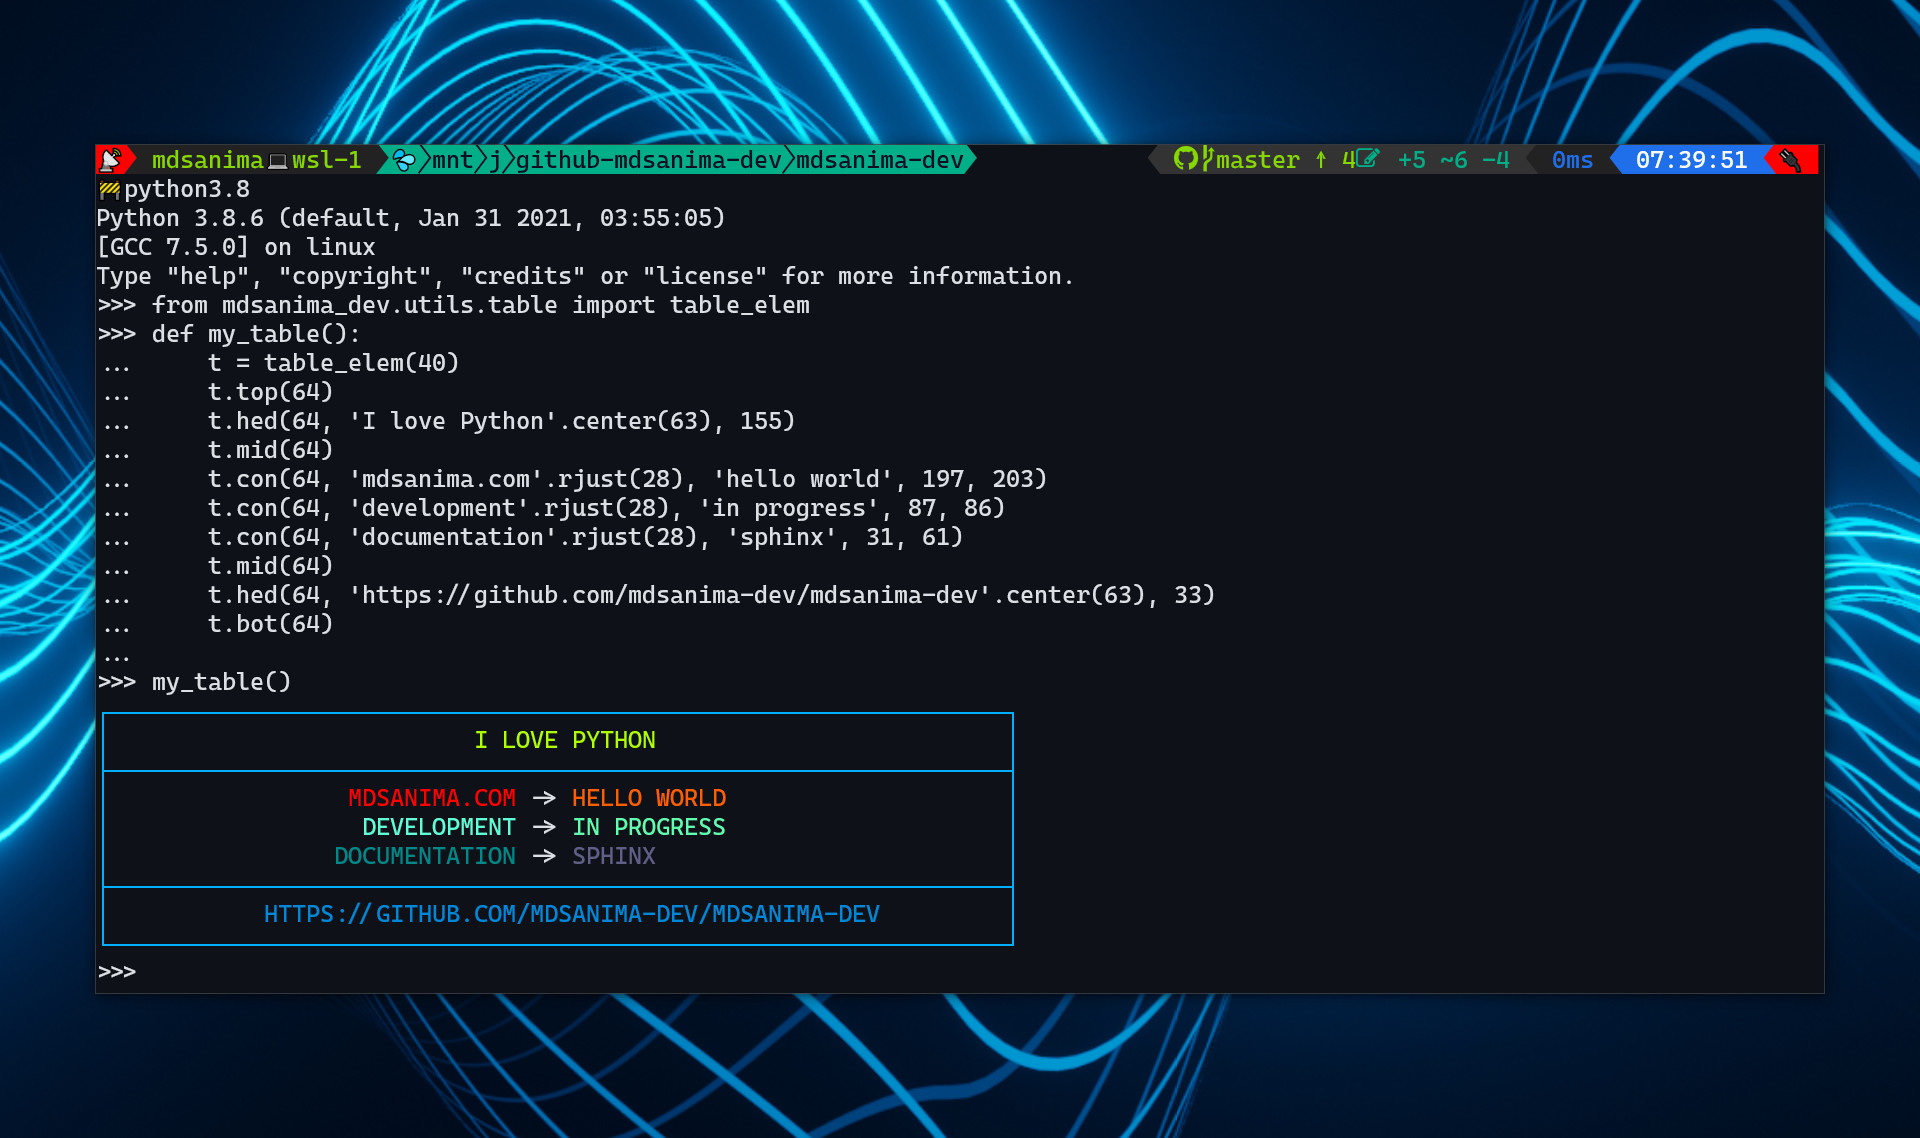 mdsanima wsl-1 mnt j github-mdsanima-dev mdsanima-dev master ↑ 4 +5 ~6 -4 0ms 07:39:51
python3.8
Python 3.8.6 (default, Jan 31 2021, 03:55:05)
[GCC 7.5.0] on linux
Type "help", "copyright", "credits" or "license" for more information.
>>> from mdsanima_dev.utils.table import table_elem
>>> def my_table():
...     t = table_elem(40)
...     t.top(64)
...     t.hed(64, 'I love Python'.center(63), 155)
...     t.mid(64)
...     t.con(64, 'mdsanima.com'.rjust(28), 'hello world', 197, 203)
...     t.con(64, 'development'.rjust(28), 'in progress', 87, 86)
...     t.con(64, 'documentation'.rjust(28), 'sphinx', 31, 61)
...     t.mid(64)
...     t.hed(64, 'https://github.com/mdsanima-dev/mdsanima-dev'.center(63), 33)
...     t.bot(64)
...
>>> my_table()
I LOVE PYTHON
MDSANIMA.COM → HELLO WORLD
DEVELOPMENT → IN PROGRESS
DOCUMENTATION → SPHINX
HTTPS://GITHUB.COM/MDSANIMA-DEV/MDSANIMA-DEV
>>>